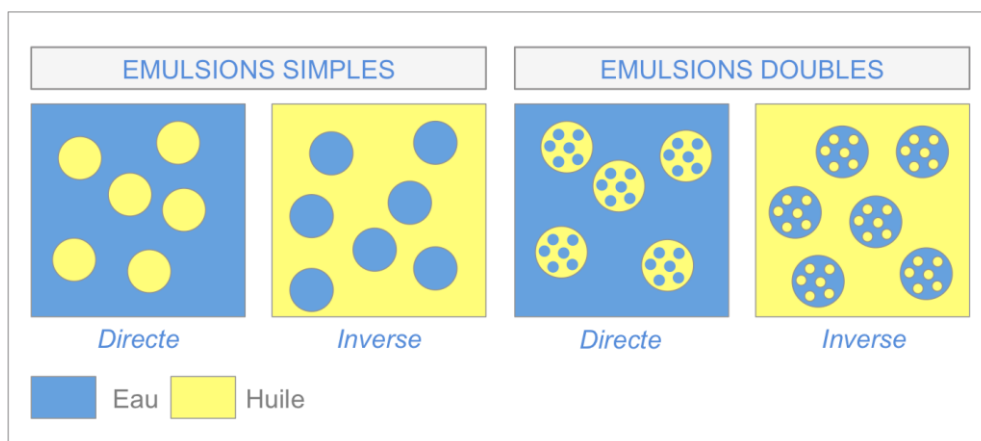 EMULSIONS SIMPLES
EMULSIONS DOUBLES
Directe
Inverse
Directe
Inverse
Eau
Huile